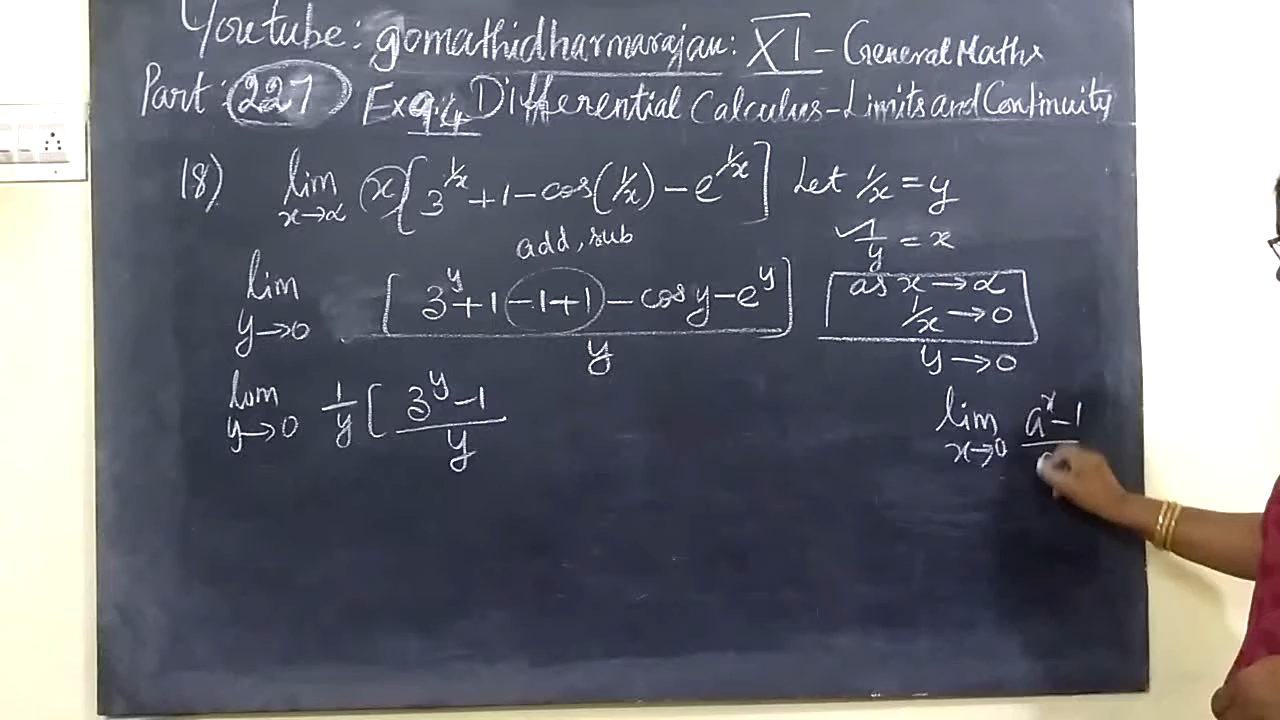 Youtube: gomathidharmarajan: XI - General Maths
Part: 227 Ex 9.4 Differential Calculus - Limits and Continuity
18) lim x→α x[3^1/x + 1 - cos(1/x) - e^1/x] Let 1/x = y
add, sub
1/y = x
lim y→0 [3^y + 1 - 1 + 1 - cos y - e^y] / y
as x → α
1/x → 0
y → 0
lim y→0 1/y [ 3^y - 1 / y
lim x→0 a^x - 1